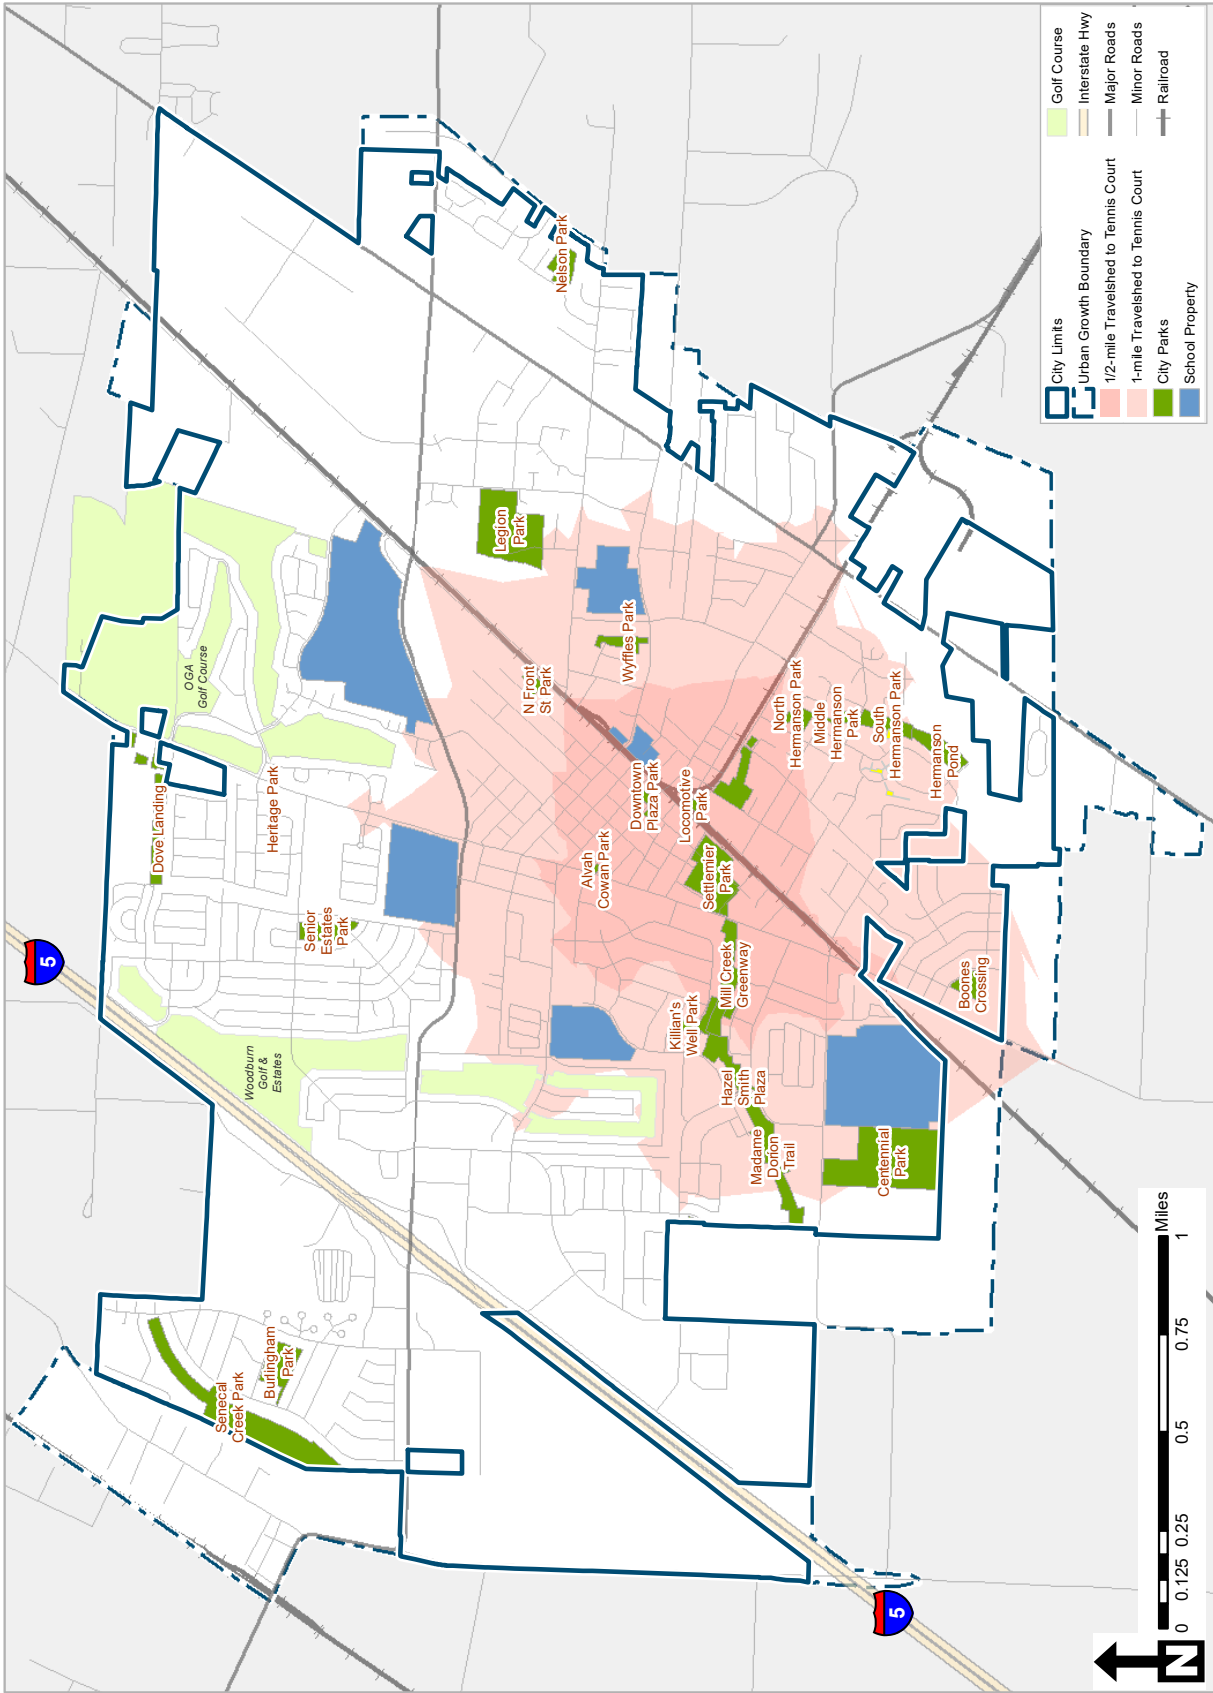 5
OGA
Golf Course
Dove Landing
Heritage Park
Senior
Estates
Park
Woodburn
Golf &
Estates
Senecal
Creek Park
Burlingham
Park
Nelson Park
Legion
Park
Wyffles Park
N Front
St Park
Downtown
Plaza Park
Locomotive
Park
Alvah
Cowan Park
Settlemier
Park
North
Hermanson Park
Middle
Hermanson
Park
South
Hermanson Park
Hermanson
Pond
Mill Creek
Greenway
Killian's
Well Park
Hazel
Smith
Plaza
Madame
Dorion
Trail
Centennial
Park
Boones
Crossing
5
City Limits
Urban Growth Boundary
1/2-mile Travelshed to Tennis Court
1-mile Travelshed to Tennis Court
City Parks
School Property
Golf Course
Interstate Hwy
Major Roads
Minor Roads
Railroad
N
0 0.125 0.25 0.5 0.75 1
Miles